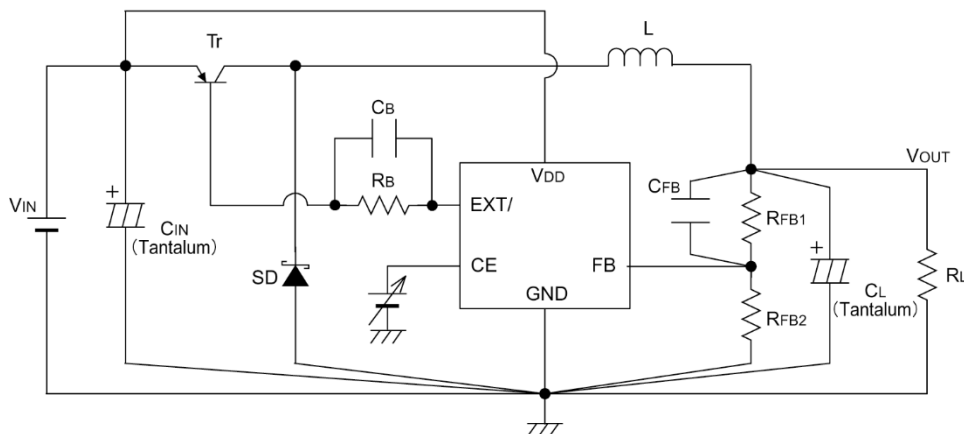 Tr
L
CB
RB
VIN
+
CIN
(Tantalum)
SD
VDD
EXT/
CE
FB
GND
CFB
RFB1
RFB2
VOUT
+
CL
(Tantalum)
RL